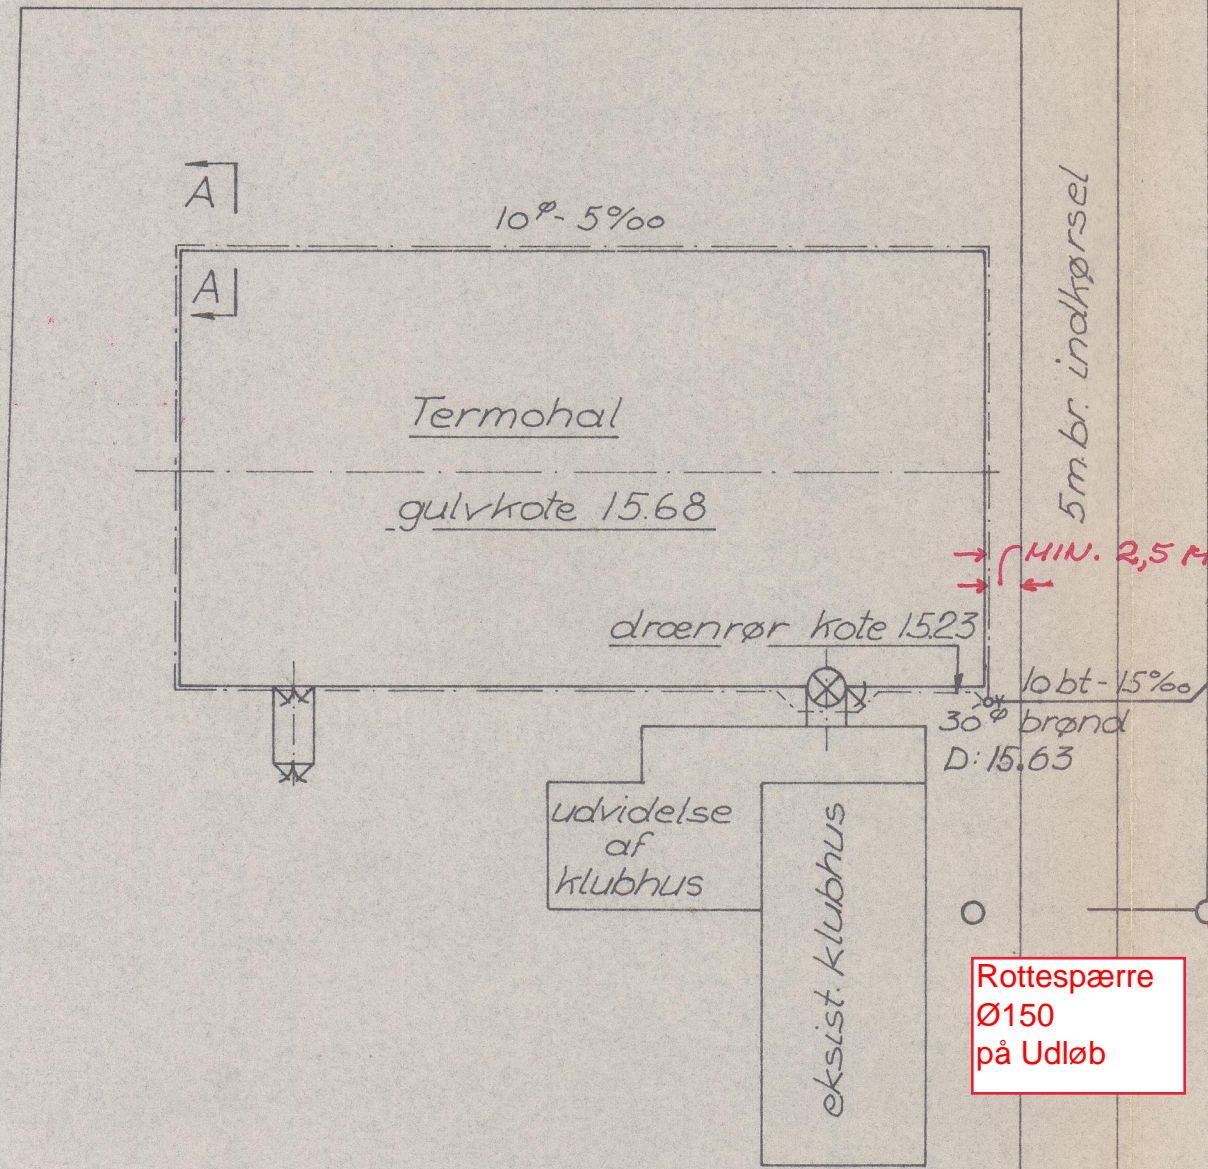 A
10ᵠ- 5‰
A
Termohal
gulvkote 15.68
5m.br. indkørsel
MIN. 2,5 M
drænrør kote 15.23
10bt-15‰
30ᵠ brønd
D: 15.63
udvidelse
af
klubhus
eksist. klubhus
Rottespærre
Ø150
på Udløb